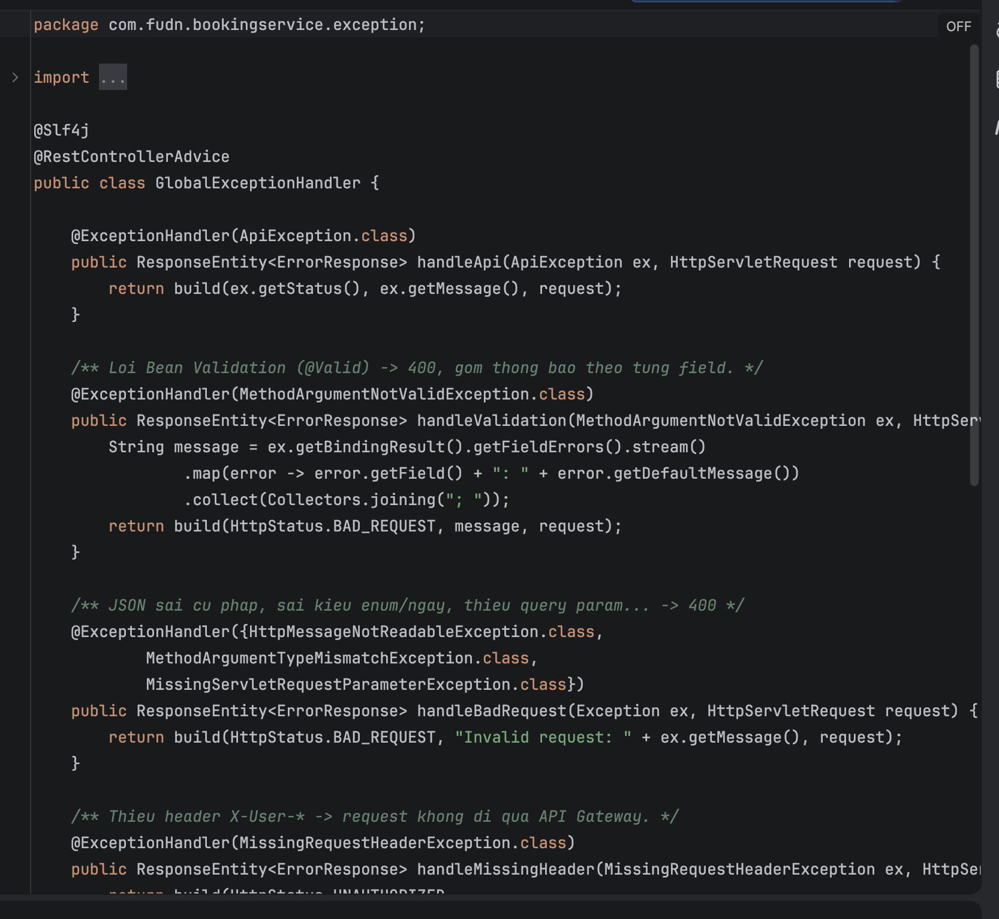 package com.fudn.bookingservice.exception;
OFF
import ...
@Slf4j
@RestControllerAdvice
public class GlobalExceptionHandler {
@ExceptionHandler(ApiException.class)
public ResponseEntity<ErrorResponse> handleApi(ApiException ex, HttpServletRequest request) {
return build(ex.getStatus(), ex.getMessage(), request);
}
/** Loi Bean Validation (@Valid) -> 400, gom thong bao theo tung field. */
@ExceptionHandler(MethodArgumentNotValidException.class)
public ResponseEntity<ErrorResponse> handleValidation(MethodArgumentNotValidException ex, HttpServ
String message = ex.getBindingResult().getFieldErrors().stream()
.map(error -> error.getField() + ": " + error.getDefaultMessage())
.collect(Collectors.joining("; "));
return build(HttpStatus.BAD_REQUEST, message, request);
}
/** JSON sai cu phap, sai kieu enum/ngay, thieu query param... -> 400 */
@ExceptionHandler({HttpMessageNotReadableException.class,
MethodArgumentTypeMismatchException.class,
MissingServletRequestParameterException.class})
public ResponseEntity<ErrorResponse> handleBadRequest(Exception ex, HttpServletRequest request) {
return build(HttpStatus.BAD_REQUEST, "Invalid request: " + ex.getMessage(), request);
}
/** Thieu header X-User-* -> request khong di qua API Gateway. */
@ExceptionHandler(MissingRequestHeaderException.class)
public ResponseEntity<ErrorResponse> handleMissingHeader(MissingRequestHeaderException ex, HttpSer
return build(HttpStatus.UNAUTHORIZED,